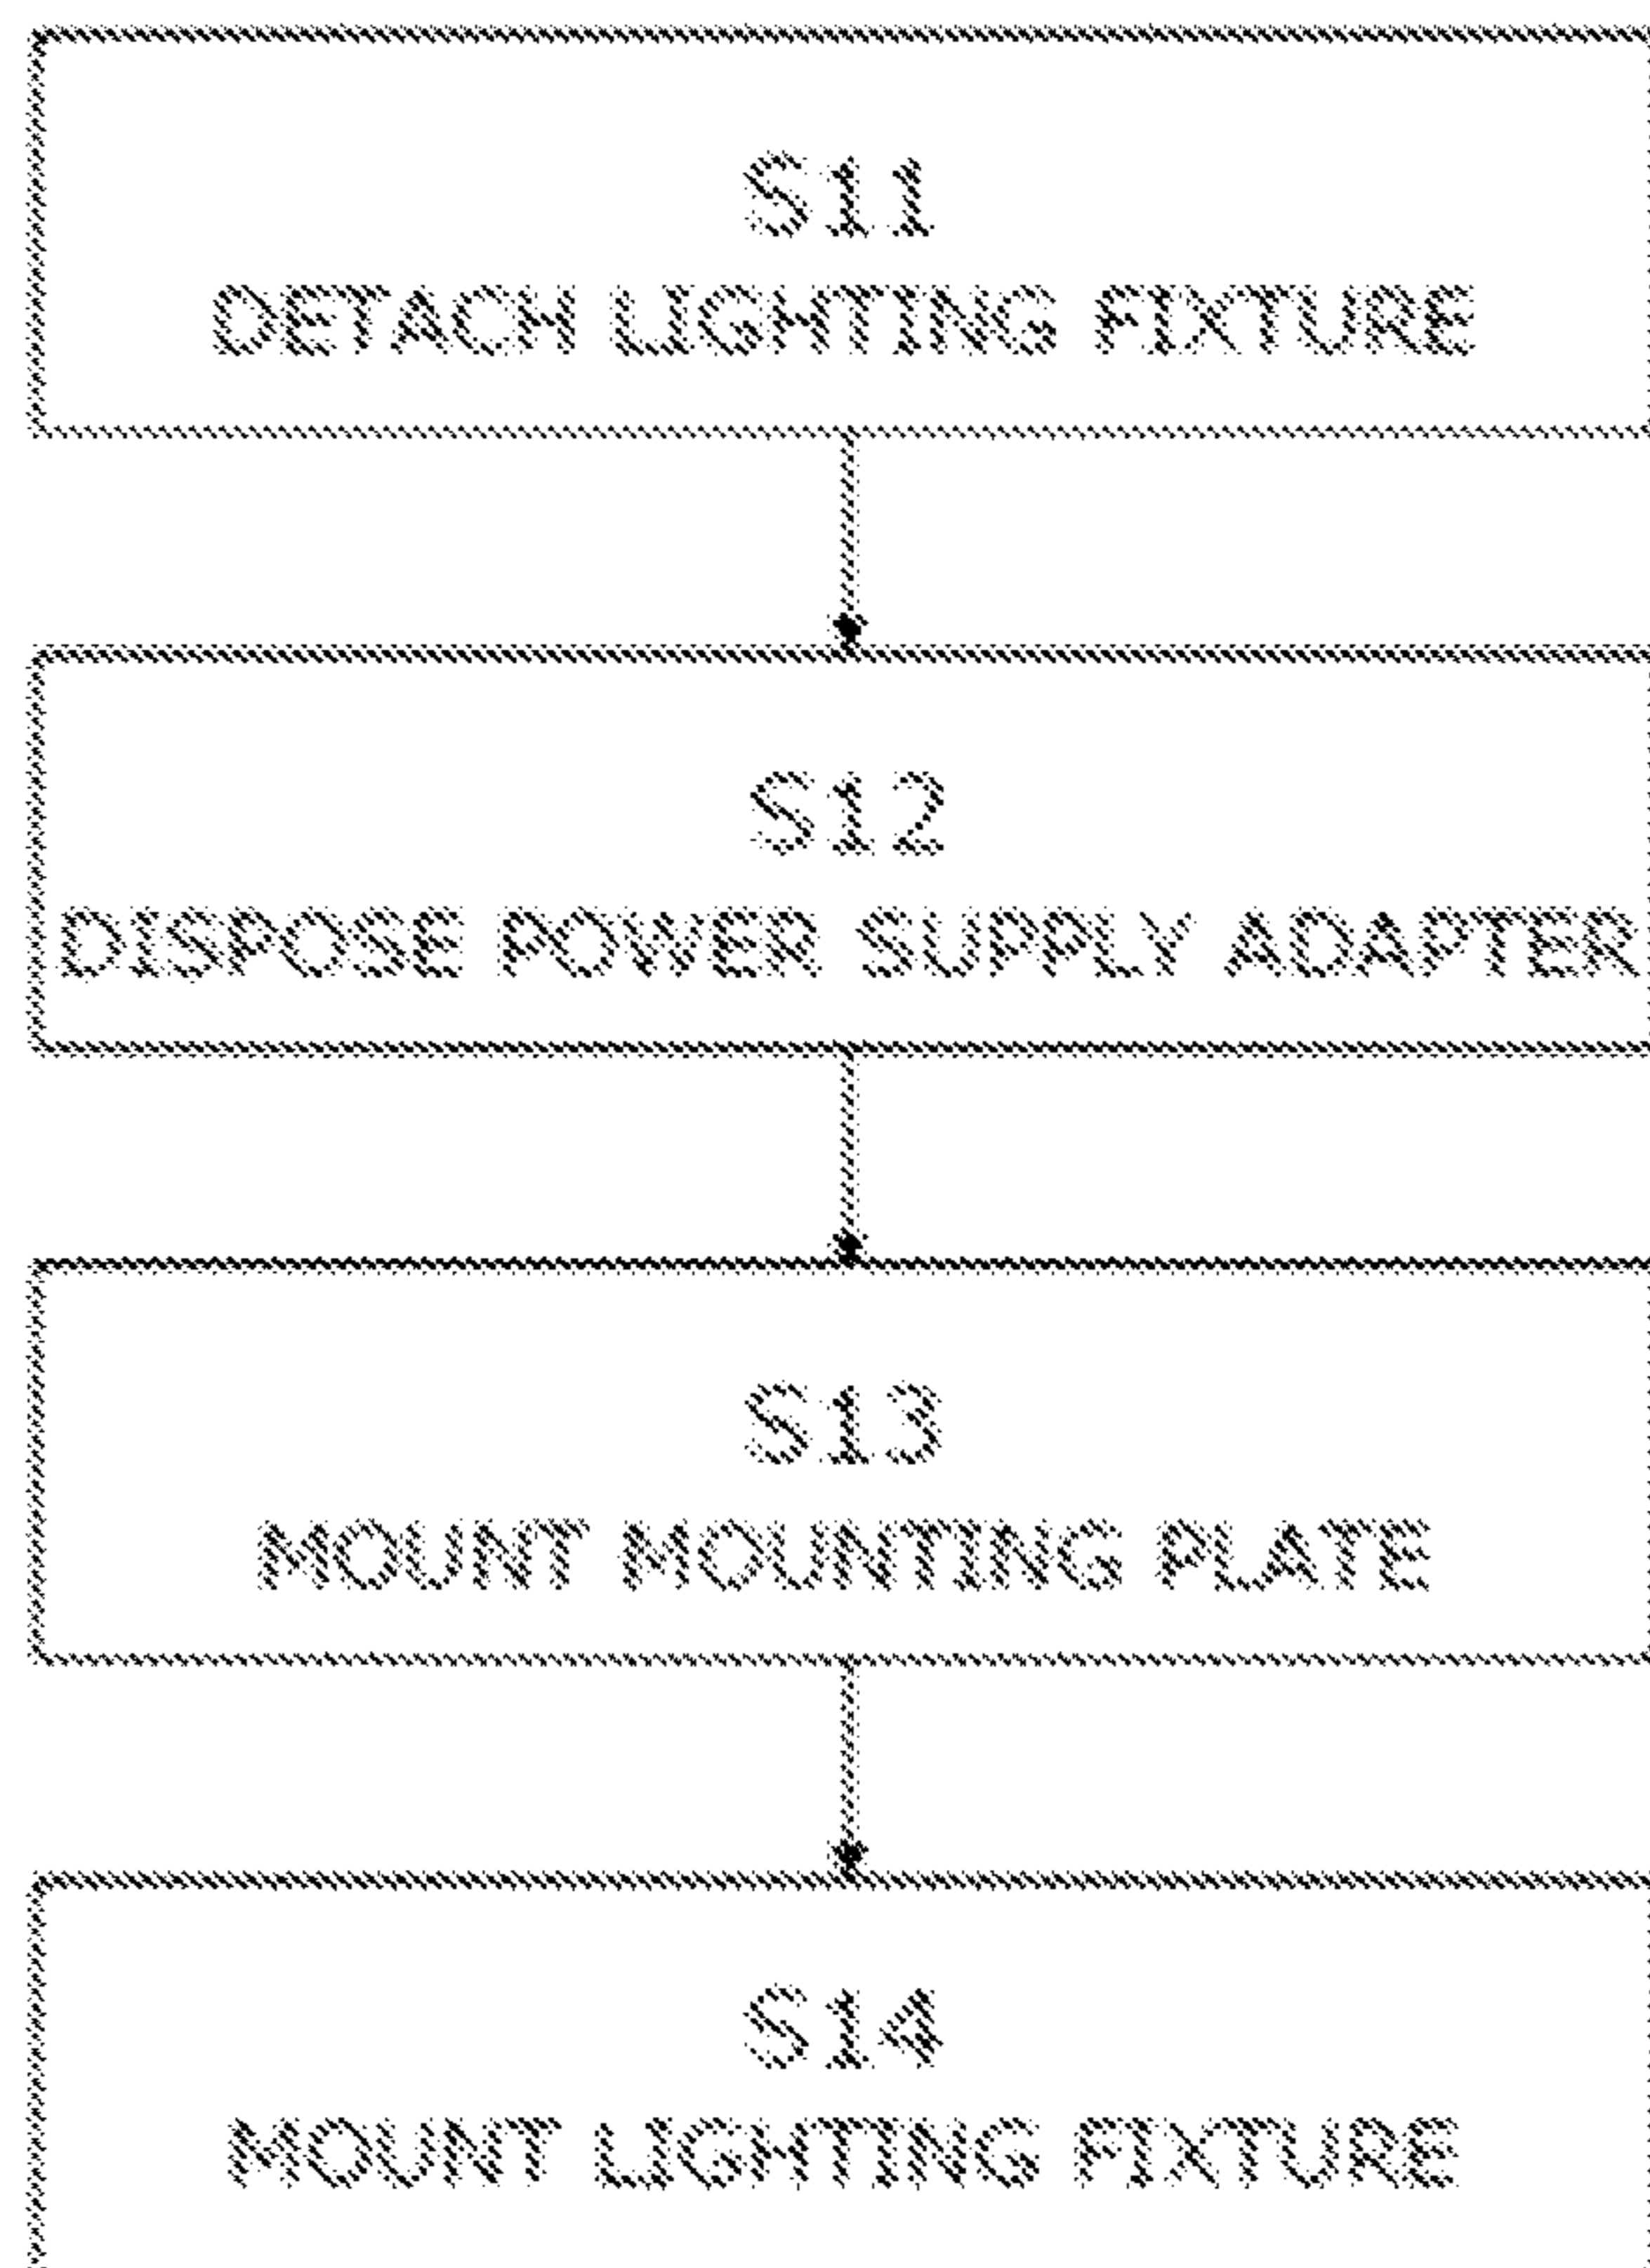 S11
DETACH LIGHTING FIXTURE
S12
DISPOSE POWER SUPPLY ADAPTER
S13
MOUNT MOUNTING PLATE
S14
MOUNT LIGHTING FIXTURE